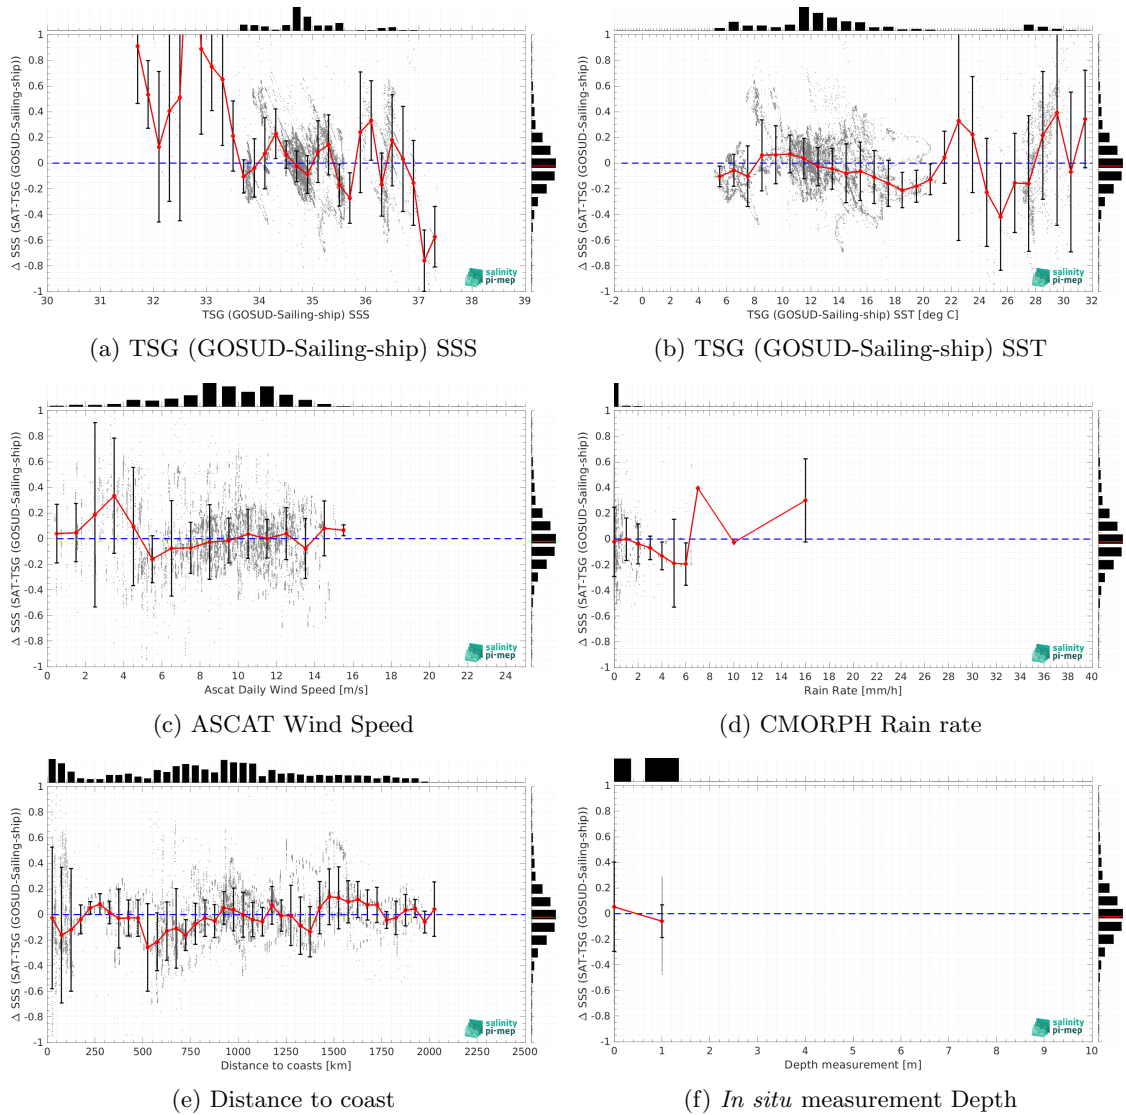 1
0.8
0.6
0.4
0.2
0
-0.2
-0.4
-0.6
-0.8
-1
Δ SSS (SAT-TSG (GOSUD-Sailing-ship))
30 31 32 33 34 35 36 37 38 39
TSG (GOSUD-Sailing-ship) SSS
salinity
pi-mep
(a) TSG (GOSUD-Sailing-ship) SSS
1
0.8
0.6
0.4
0.2
0
-0.2
-0.4
-0.6
-0.8
-1
Δ SSS (SAT-TSG (GOSUD-Sailing-ship))
-2 0 2 4 6 8 10 12 14 16 18 20 22 24 26 28 30 32
TSG (GOSUD-Sailing-ship) SST [deg C]
salinity
pi-mep
(b) TSG (GOSUD-Sailing-ship) SST
1
0.8
0.6
0.4
0.2
0
-0.2
-0.4
-0.6
-0.8
-1
Δ SSS (SAT-TSG (GOSUD-Sailing-ship))
0 2 4 6 8 10 12 14 16 18 20 22 24
Ascat Daily Wind Speed [m/s]
salinity
pi-mep
(c) ASCAT Wind Speed
1
0.8
0.6
0.4
0.2
0
-0.2
-0.4
-0.6
-0.8
-1
Δ SSS (SAT-TSG (GOSUD-Sailing-ship))
0 2 4 6 8 10 12 14 16 18 20 22 24 26 28 30 32 34 36 38 40
Rain Rate [mm/h]
salinity
pi-mep
(d) CMORPH Rain rate
1
0.8
0.6
0.4
0.2
0
-0.2
-0.4
-0.6
-0.8
-1
Δ SSS (SAT-TSG (GOSUD-Sailing-ship))
0 250 500 750 1000 1250 1500 1750 2000 2250 2500
Distance to coasts [km]
salinity
pi-mep
(e) Distance to coast
1
0.8
0.6
0.4
0.2
0
-0.2
-0.4
-0.6
-0.8
-1
Δ SSS (SAT-TSG (GOSUD-Sailing-ship))
0 1 2 3 4 5 6 7 8 9 10
Depth measurement [m]
salinity
pi-mep
(f) In situ measurement Depth